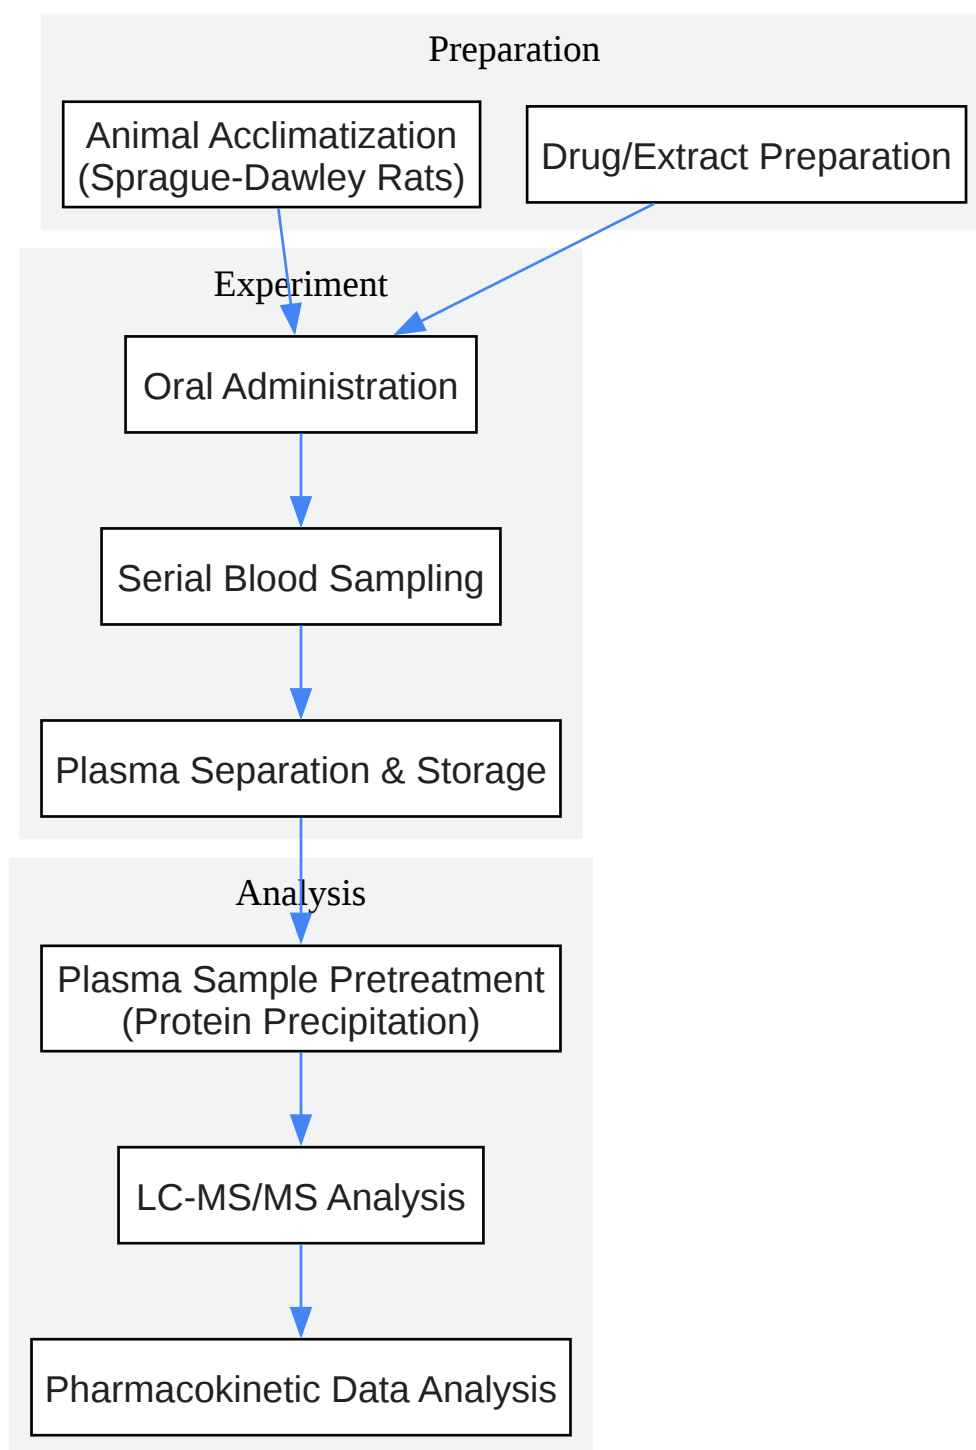 Preparation
Animal Acclimatization
(Sprague-Dawley Rats)
Drug/Extract Preparation
Experiment
Oral Administration
Serial Blood Sampling
Plasma Separation & Storage
Analysis
Plasma Sample Pretreatment
(Protein Precipitation)
LC-MS/MS Analysis
Pharmacokinetic Data Analysis